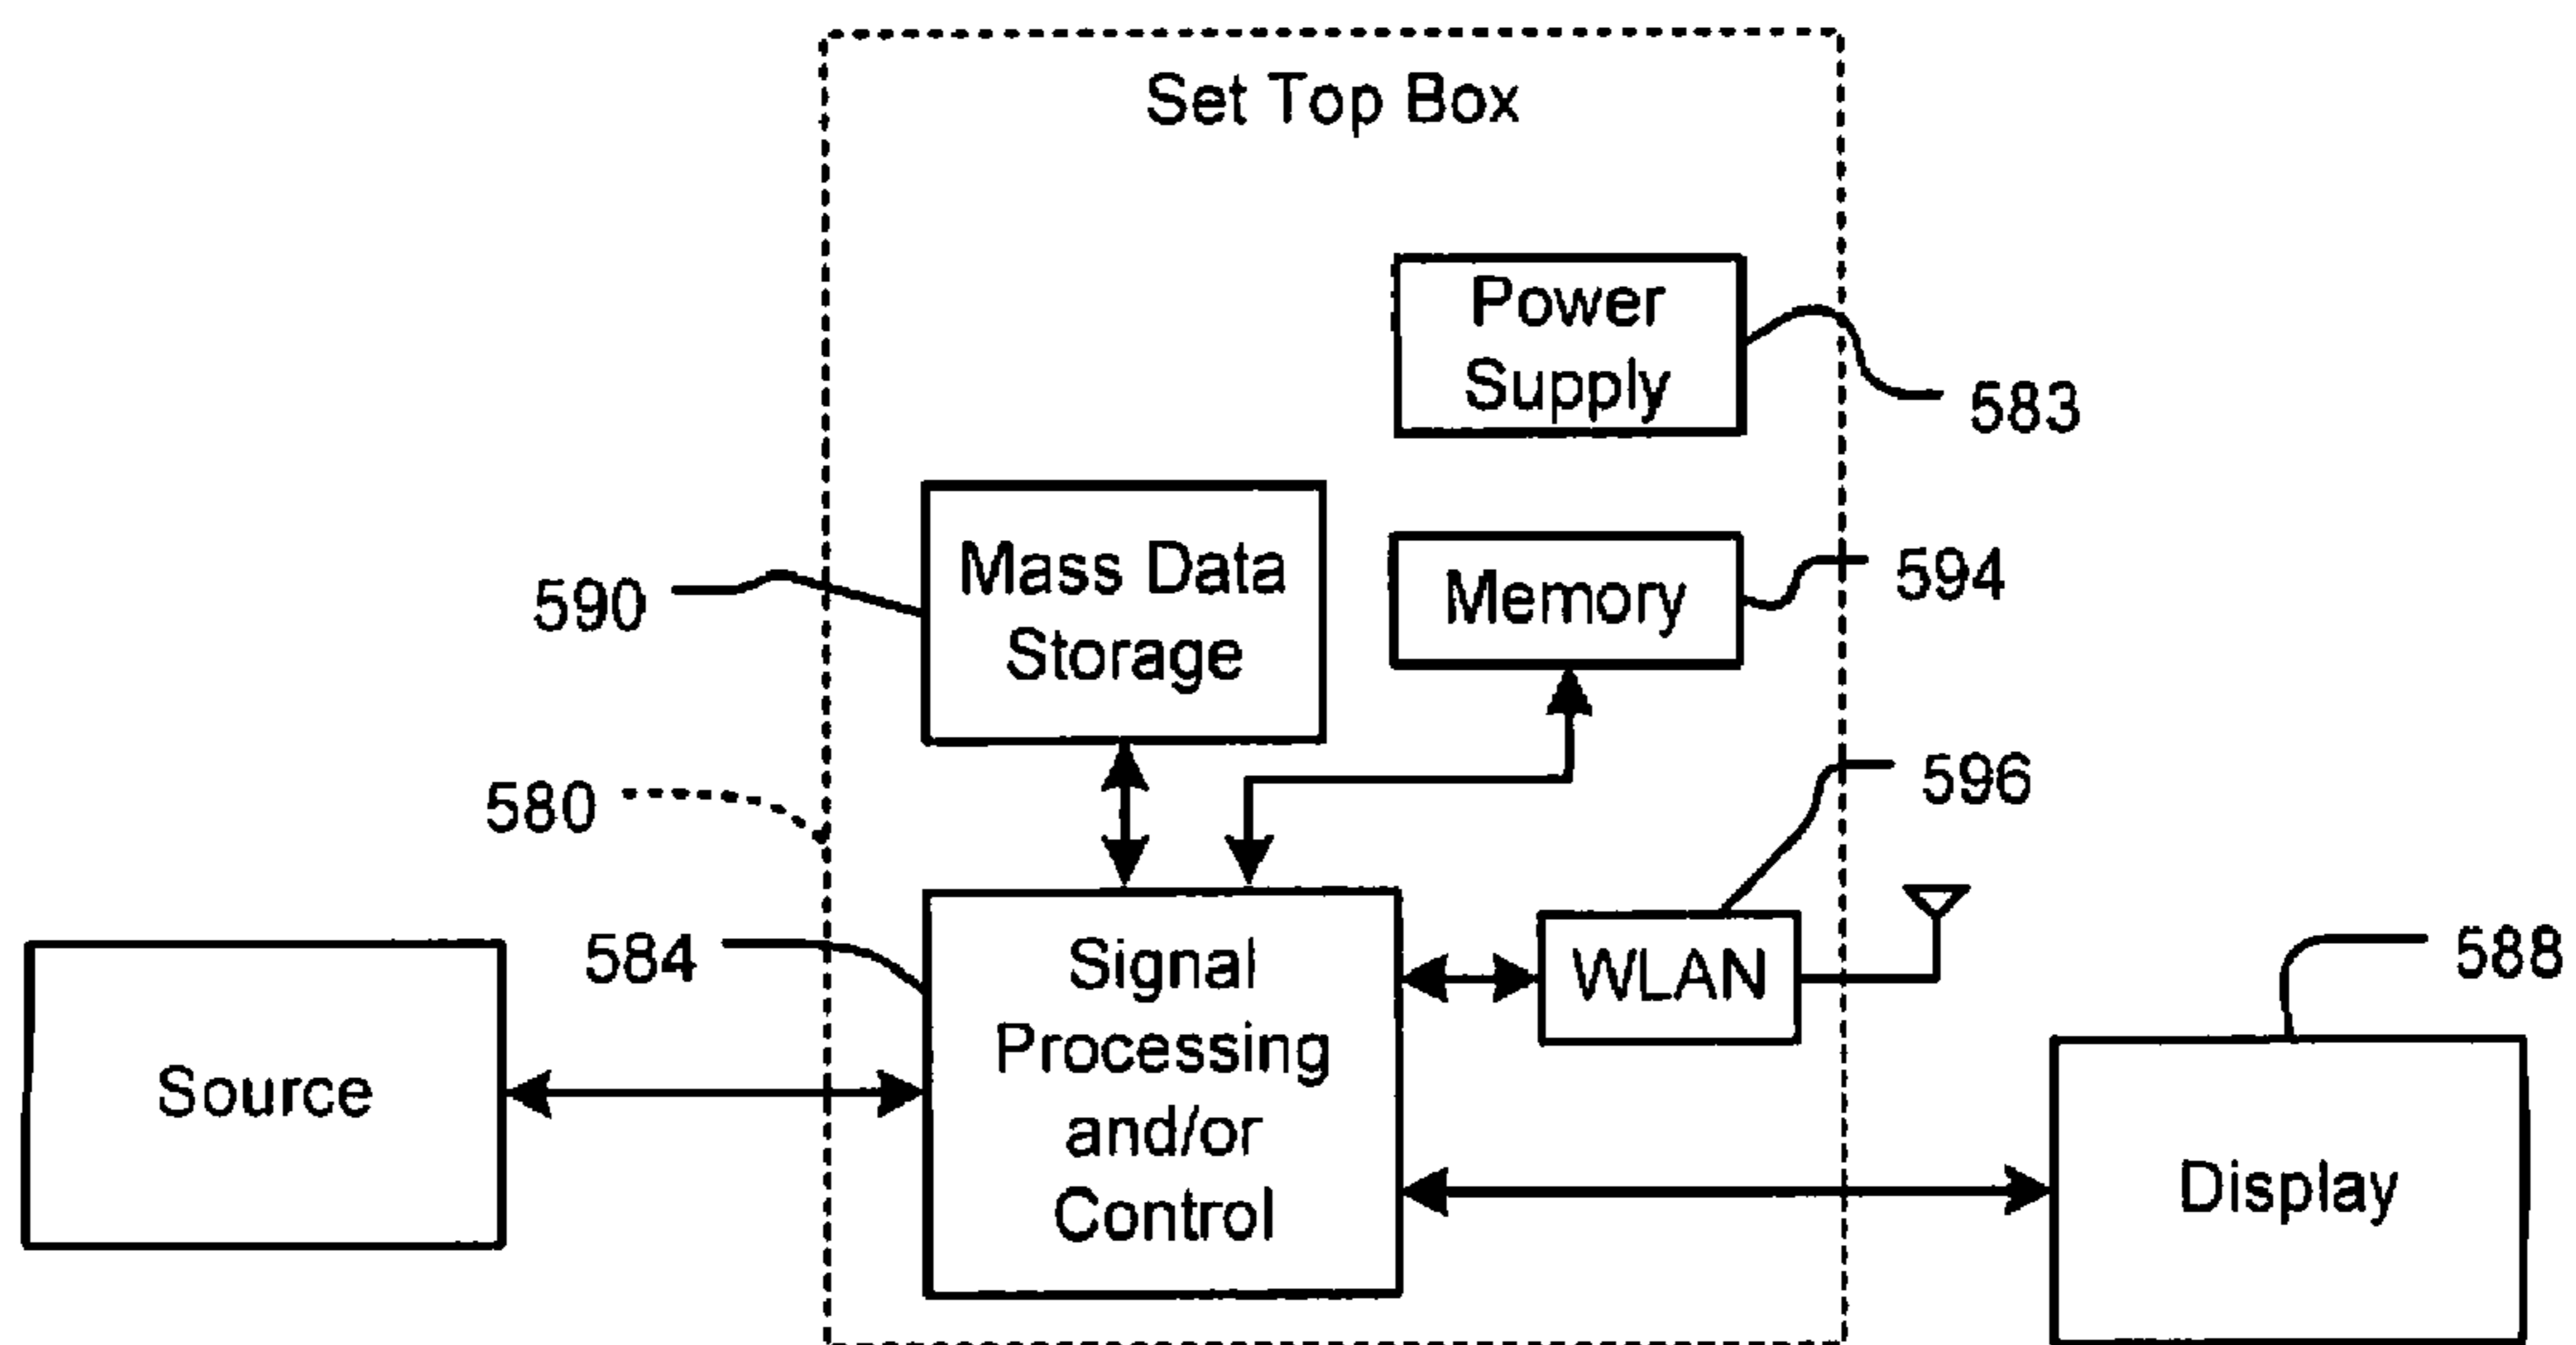 Set Top Box
Power
Supply
583
Mass Data
Storage
590
Memory
594
580
596
584
Signal
Processing
and/or
Control
WLAN
588
Source
Display